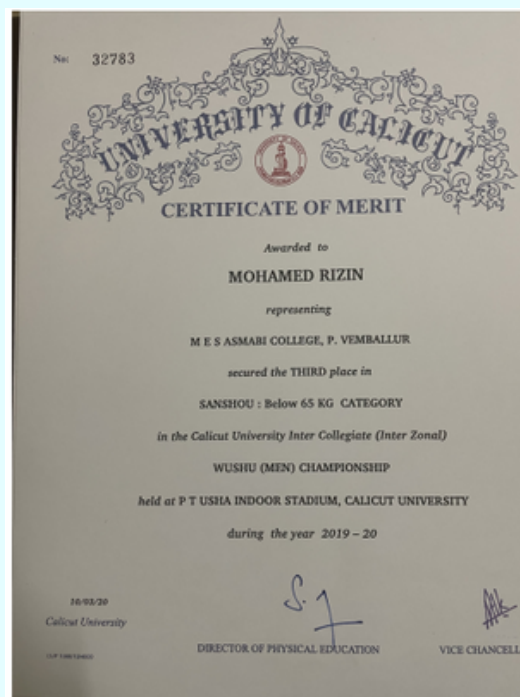 No: 32783
UNIVERSITY OF CALICUT
CERTIFICATE OF MERIT
Awarded to
MOHAMED RIZIN
representing
M E S ASMABI COLLEGE, P. VEMBALLUR
secured the THIRD place in
SANSHOU : Below 65 KG CATEGORY
in the Calicut University Inter Collegiate (Inter Zonal)
WUSHU (MEN) CHAMPIONSHIP
held at P T USHA INDOOR STADIUM, CALICUT UNIVERSITY
during the year 2019 – 20
10/03/20
Calicut University
DIRECTOR OF PHYSICAL EDUCATION
VICE CHANCELL